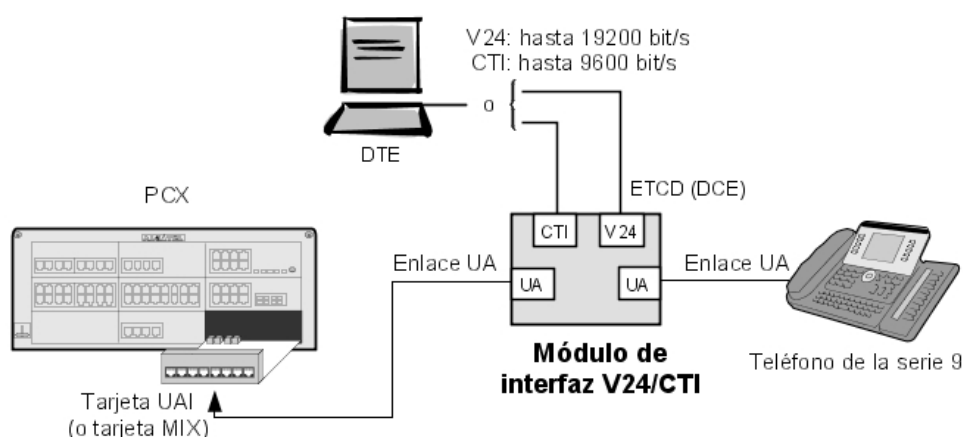 V24: hasta 19200 bit/s
CTI: hasta 9600 bit/s
o
DTE
PCX
ETCD (DCE)
CTI
V24
Enlace UA
Enlace UA
UA
UA
Módulo de
interfaz V24/CTI
Teléfono de la serie 9
Tarjeta UAI
(o tarjeta MIX)